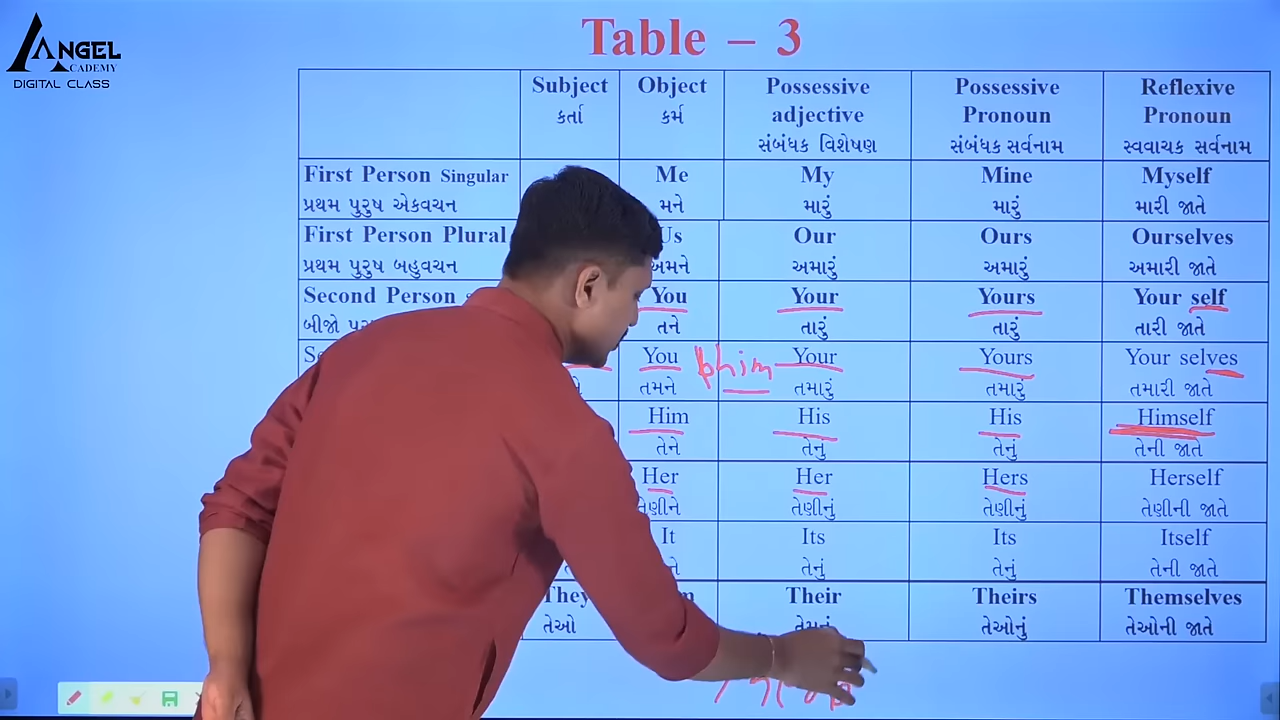 ANGEL
ACADEMY
DIGITAL CLASS
Table – 3
Subject Object Possessive adjective Possessive Pronoun Reflexive Pronoun
કર્તા કર્મ સંબંધક વિશેષણ સંબંધક સર્વનામ સ્વવાચક સર્વનામ
First Person Singular Me My Mine Myself
પ્રથમ પુરુષ એકવચન મને મારું મારું મારી જાતે
First Person Plural Us Our Ours Ourselves
પ્રથમ પુરુષ બહુવચન અમને અમારું અમારું અમારી જાતે
Second Person You Your Yours Your self
બીજો તને તારું તારું તારી જાતે
You him Your Yours Your selves
તમને તમારું તમારું તમારી જાતે
Him His His Himself
તેને તેનુ તેનું તેની જાતે
Her Her Hers Herself
તેણીને તેણીનું તેણીનું તેણીની જાતે
It Its Its Itself
તેનું તેનું તેની જાતે
They Their Theirs Themselves
તેઓ તેમનું તેઓનું તેઓની જાતે